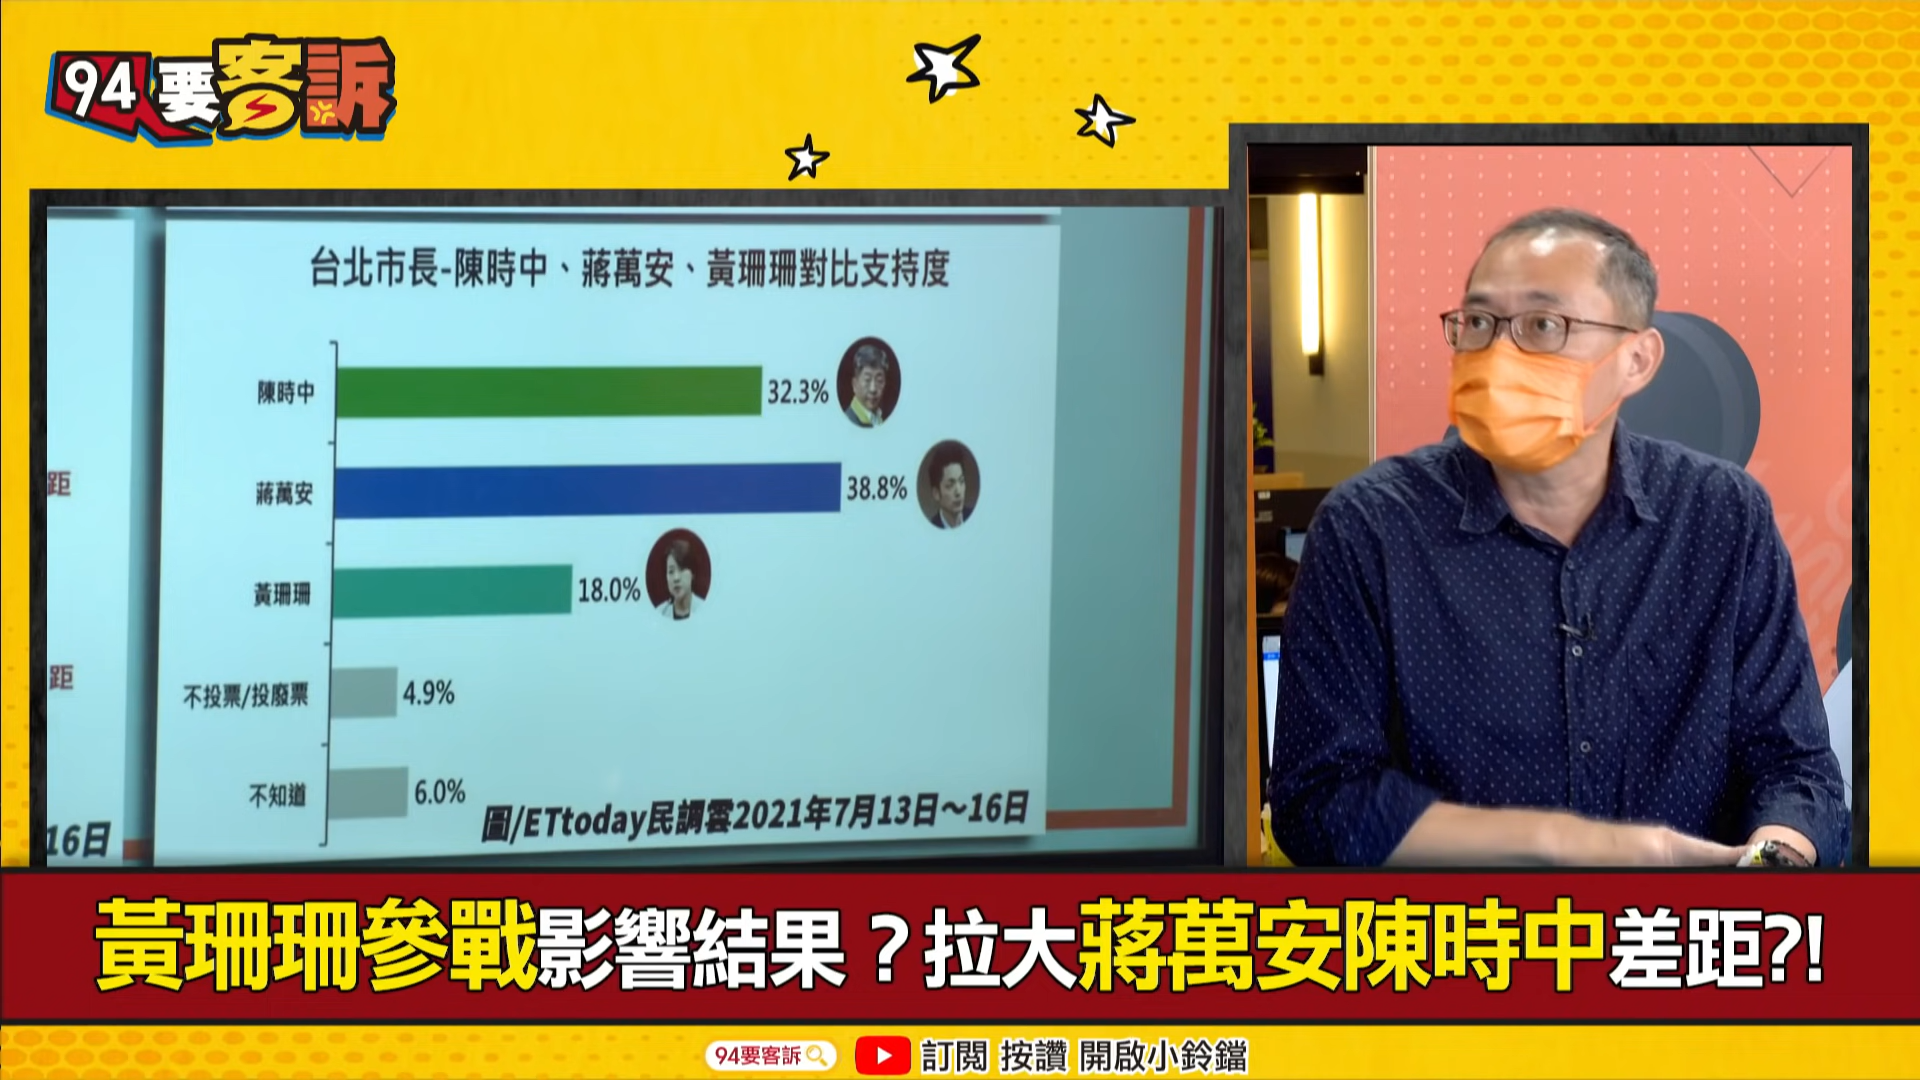 94要客訴
台北市長-陳時中、蔣萬安、黃珊珊對比支持度
陳時中 32.3%
蔣萬安 38.8%
距
黃珊珊 18.0%
距
不投票/投廢票 4.9%
不知道 6.0%
16日
圖/ETtoday民調雲2021年7月13日～16日
黃珊珊參戰影響結果？拉大蔣萬安陳時中差距?!
94要客訴
訂閱 按讚 開啟小鈴鐺